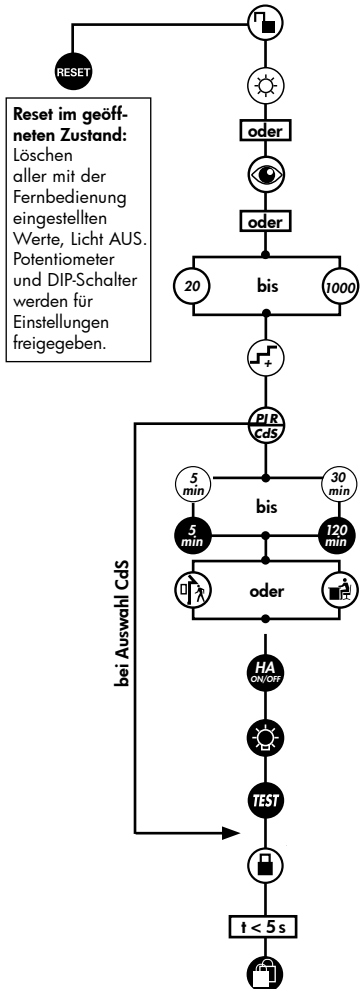 RESET
Reset im geöff-
neten Zustand:
Löschen
aller mit der
Fernbedienung
eingestellten
Werte, Licht AUS.
Potentiometer
und DIP-Schalter
werden für
Einstellungen
freigegeben.
oder
oder
20 bis 1000
+
PIR
CdS
5 min
30 min
bis
5 min
120 min
oder
bei Auswahl CdS
HA
ON/OFF
TEST
t < 5 s